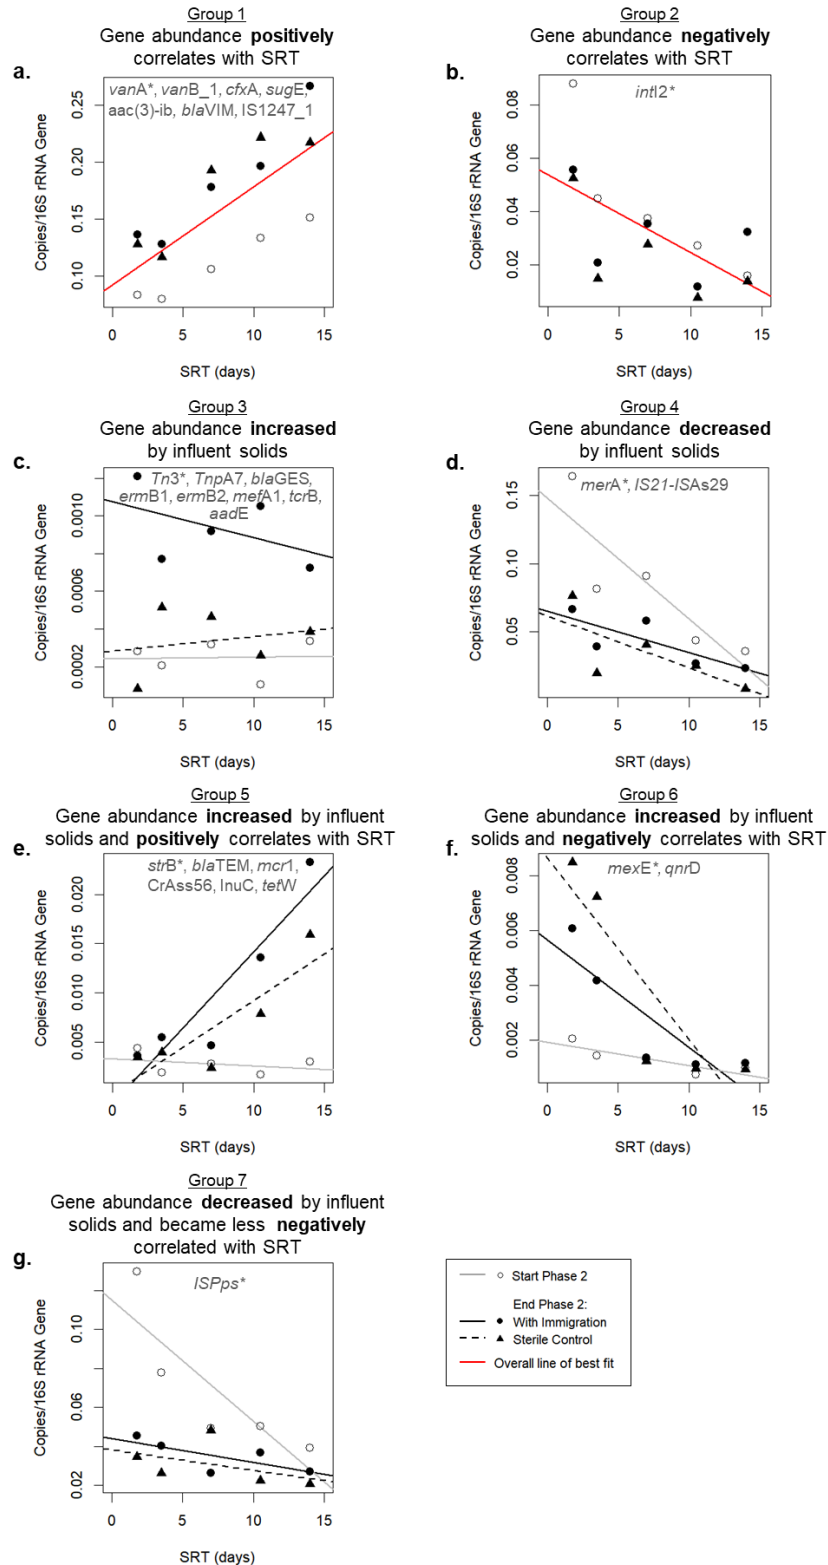 Group 1
Gene abundance positively
correlates with SRT
a.
vanA*, vanB_1, cfxA, sugE,
aac(3)-ib, blaVIM, IS1247_1
Copies/16S rRNA Gene
0.25
0.20
0.15
0.10
0 5 10 15
SRT (days)
Group 2
Gene abundance negatively
correlates with SRT
b.
intI2*
Copies/16S rRNA Gene
0.08
0.06
0.04
0.02
0 5 10 15
SRT (days)
Group 3
Gene abundance increased
by influent solids
c.
Tn3*, TnpA7, blaGES,
ermB1, ermB2, mefA1, tcrB,
aadE
Copies/16S rRNA Gene
0.0010
0.0006
0.0002
0 5 10 15
SRT (days)
Group 4
Gene abundance decreased
by influent solids
d.
merA*, IS21-ISAs29
Copies/16S rRNA Gene
0.15
0.10
0.05
0 5 10 15
SRT (days)
Group 5
Gene abundance increased by influent
solids and positively correlates with SRT
e.
strB*, blaTEM, mcr1,
CrAss56, lnuC, tetW
Copies/16S rRNA Gene
0.020
0.015
0.010
0.005
0 5 10 15
SRT (days)
Group 6
Gene abundance increased by influent
solids and negatively correlates with SRT
f.
mexE*, qnrD
Copies/16S rRNA Gene
0.008
0.006
0.004
0.002
0 5 10 15
SRT (days)
Group 7
Gene abundance decreased by influent
solids and became less negatively
correlated with SRT
g.
ISPps*
Copies/16S rRNA Gene
0.10
0.06
0.02
0 5 10 15
SRT (days)
Start Phase 2
End Phase 2:
With Immigration
Sterile Control
Overall line of best fit